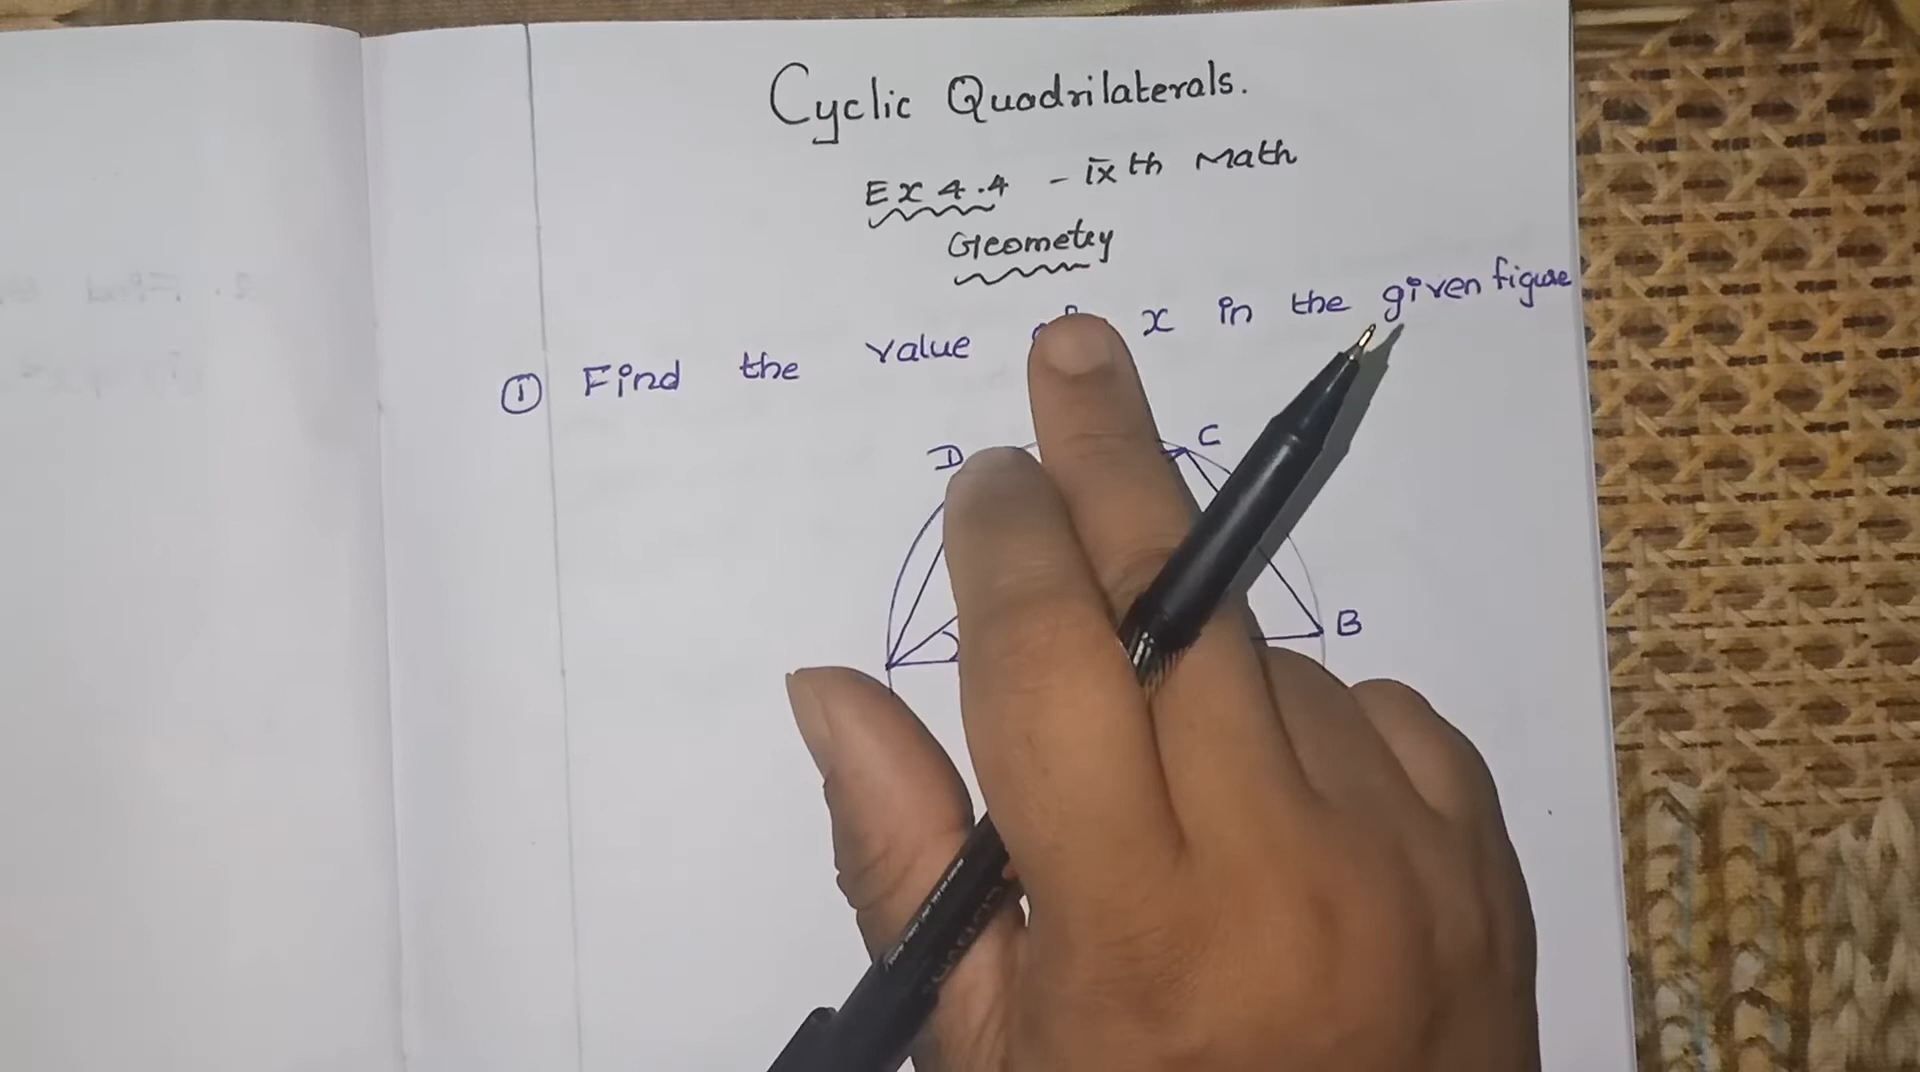 Cyclic Quadrilaterals.
Ex 4.4 - ixth Math
Geometry
① Find the value x in the given figure
D C
B